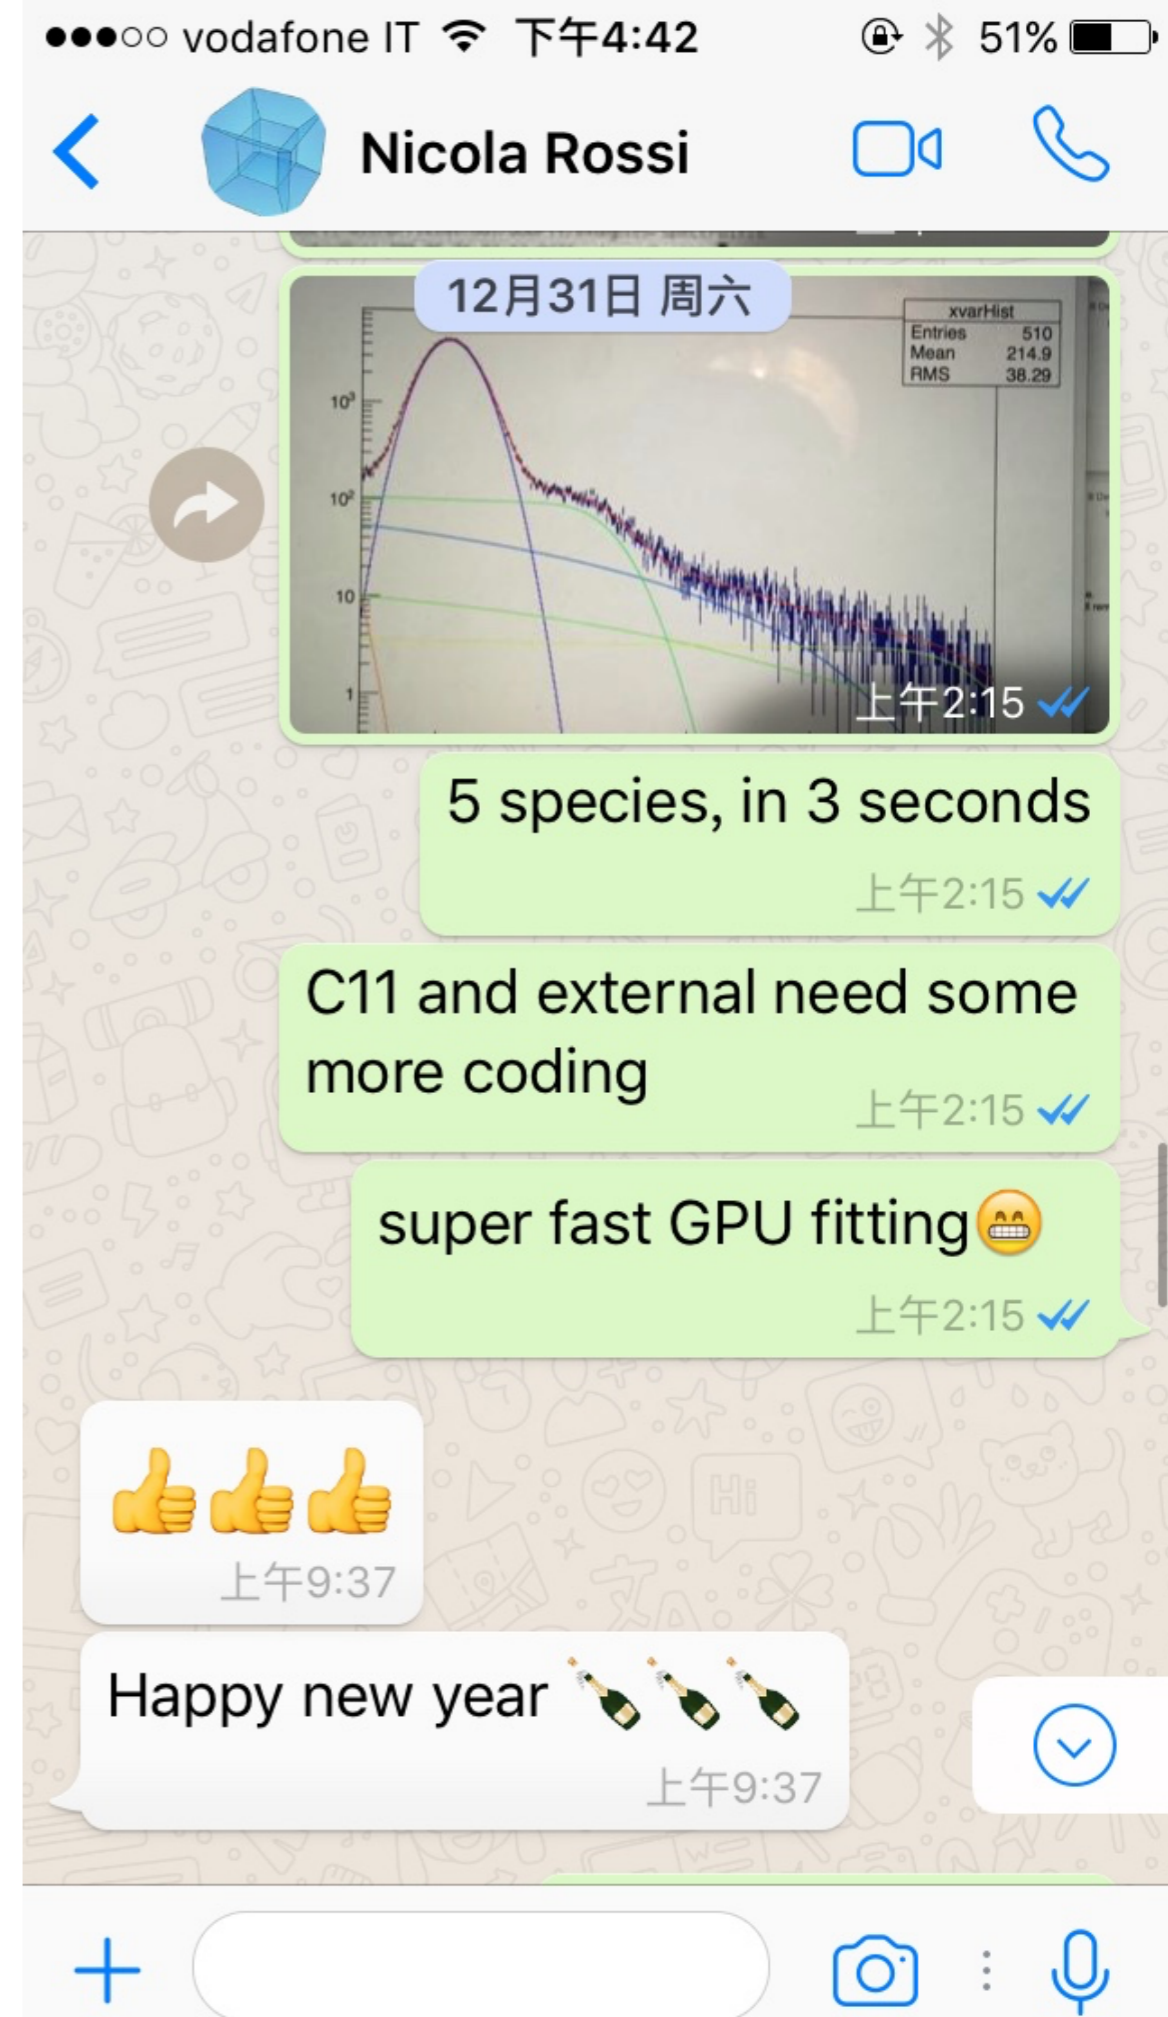 vodafone IT 下午4:42 51%
Nicola Rossi
12月31日 周六
xvarHist
Entries 510
Mean 214.9
RMS 38.29
10³
10²
10
1
上午2:15
5 species, in 3 seconds
上午2:15
C11 and external need some
more coding
上午2:15
super fast GPU fitting😁
上午2:15
👍👍👍
上午9:37
Happy new year 🍾🍾🍾
上午9:37